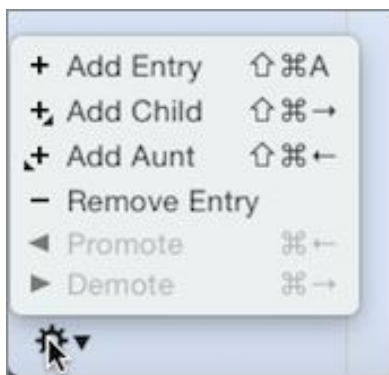 + Add Entry ⇧⌘A
+ Add Child ⇧⌘→
+ Add Aunt ⇧⌘←
− Remove Entry
◀ Promote ⌘←
▶ Demote ⌘→